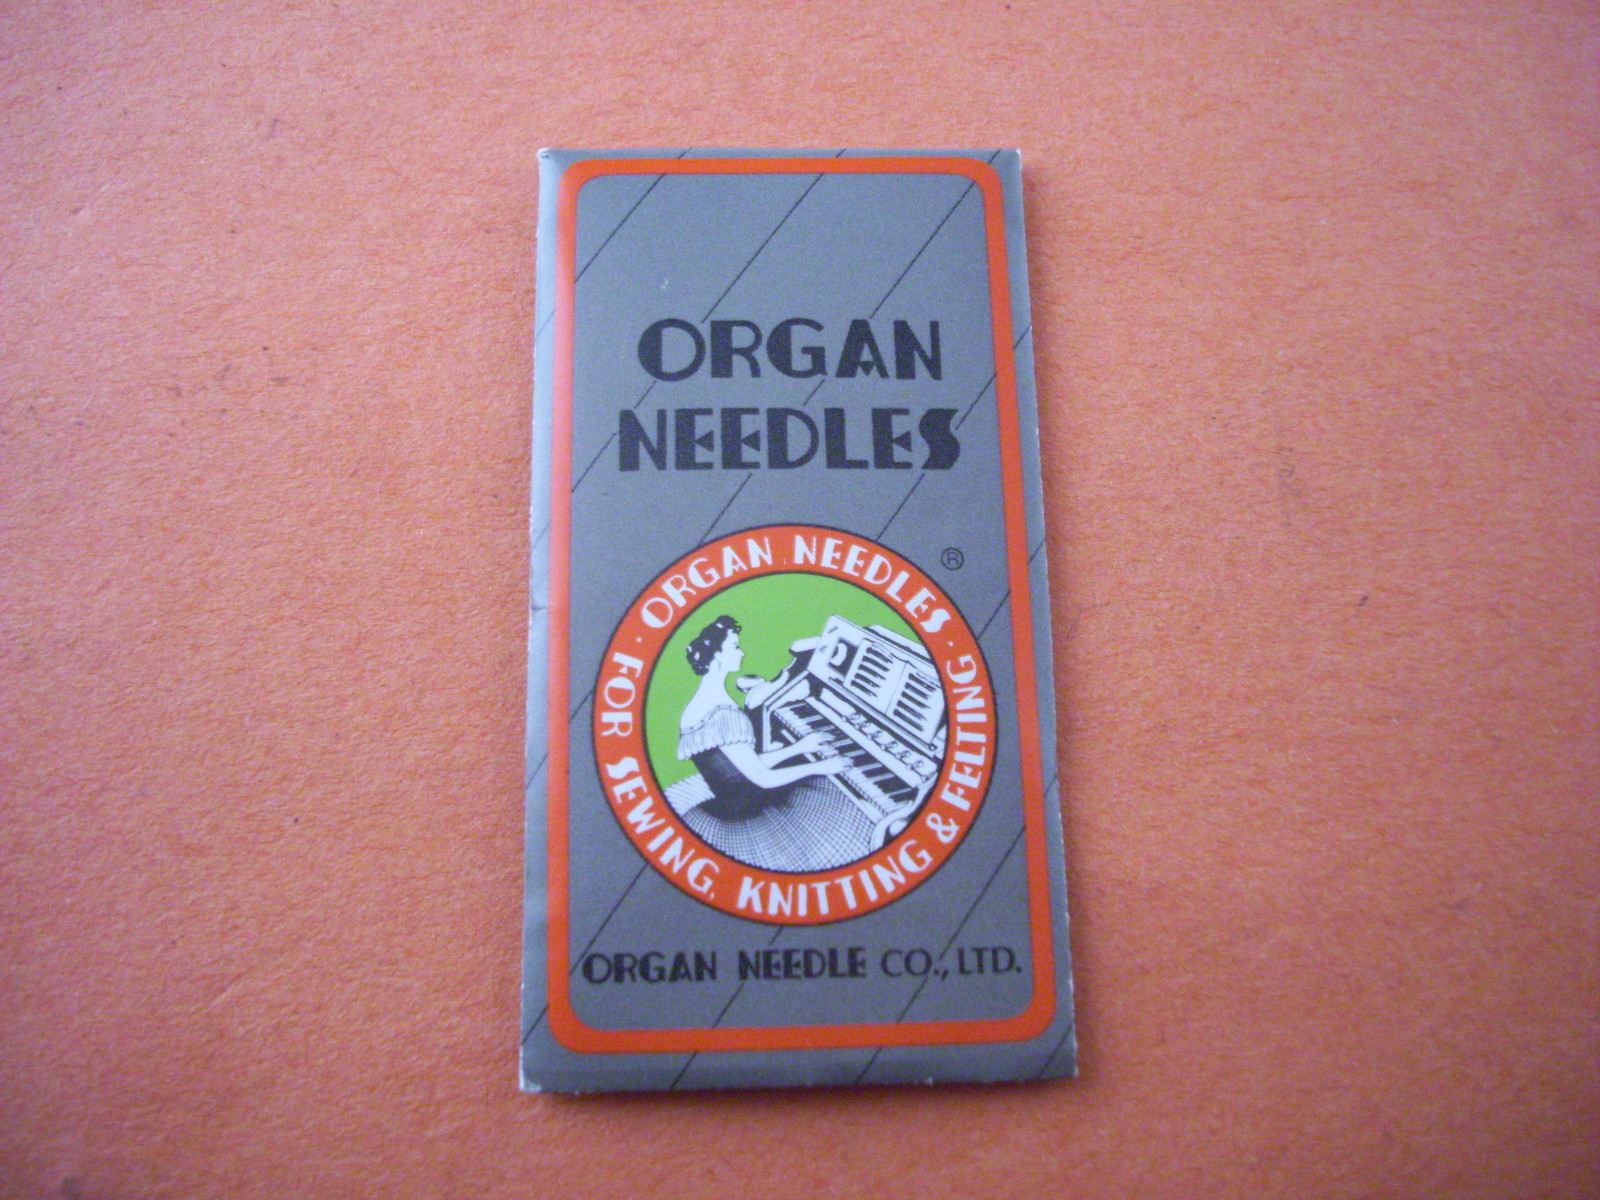 ORGAN
NEEDLES
®
· ORGAN NEEDLES ·
FOR SEWING, KNITTING & FELTING
ORGAN NEEDLE CO., LTD.